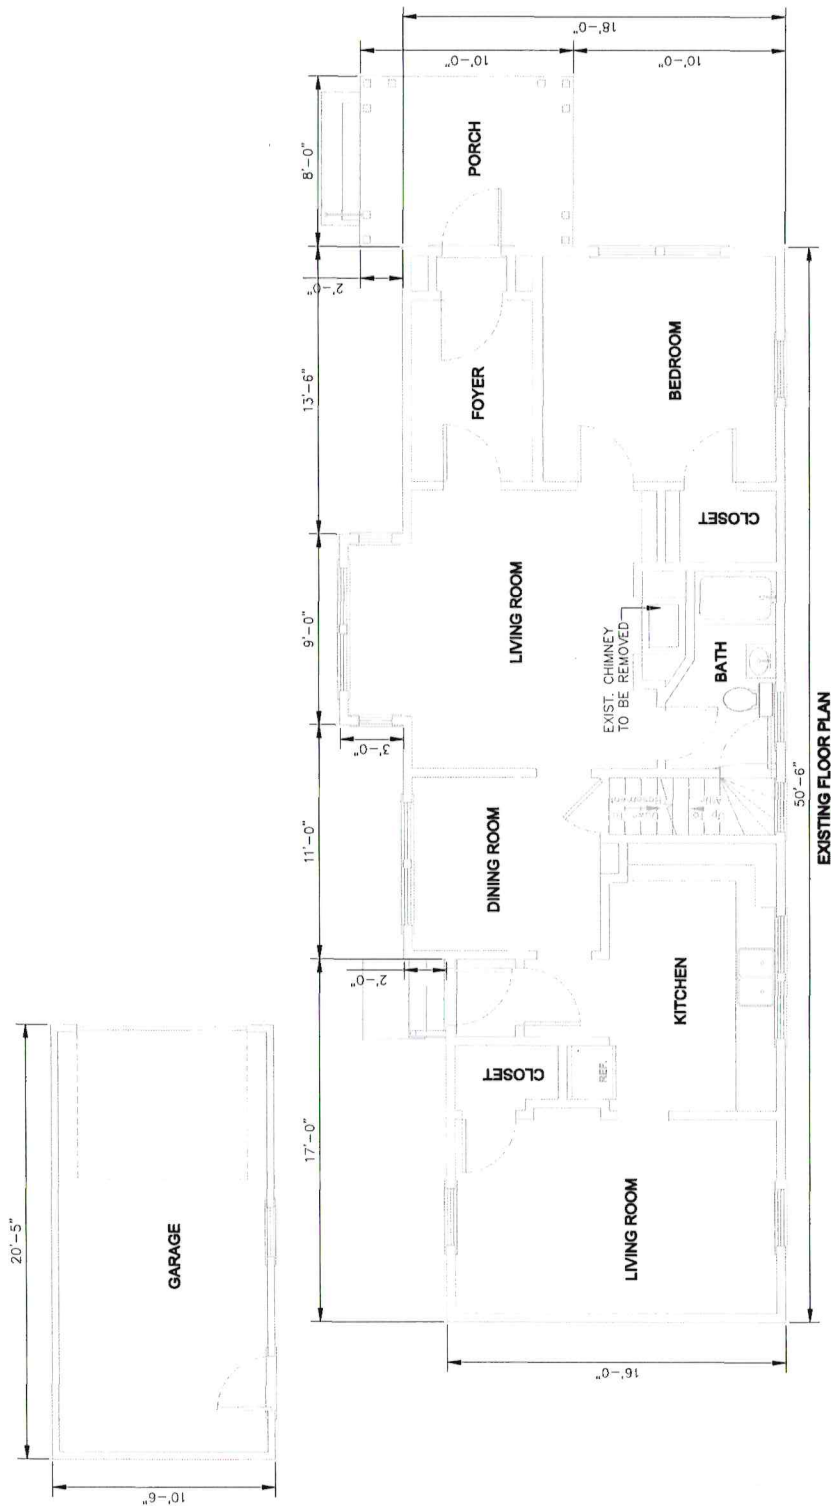 20'-5"
10'-6"
GARAGE
8'-0"
13'-6"
9'-0"
11'-0"
17'-0"
2'-0"
3'-0"
2'-0"
10'-0"
10'-0"
18'-0"
16'-0"
50'-6"
PORCH
FOYER
BEDROOM
CLOSET
LIVING ROOM
EXIST. CHIMNEY
TO BE REMOVED
BATH
DINING ROOM
KITCHEN
CLOSET
REF.
LIVING ROOM
EXISTING FLOOR PLAN